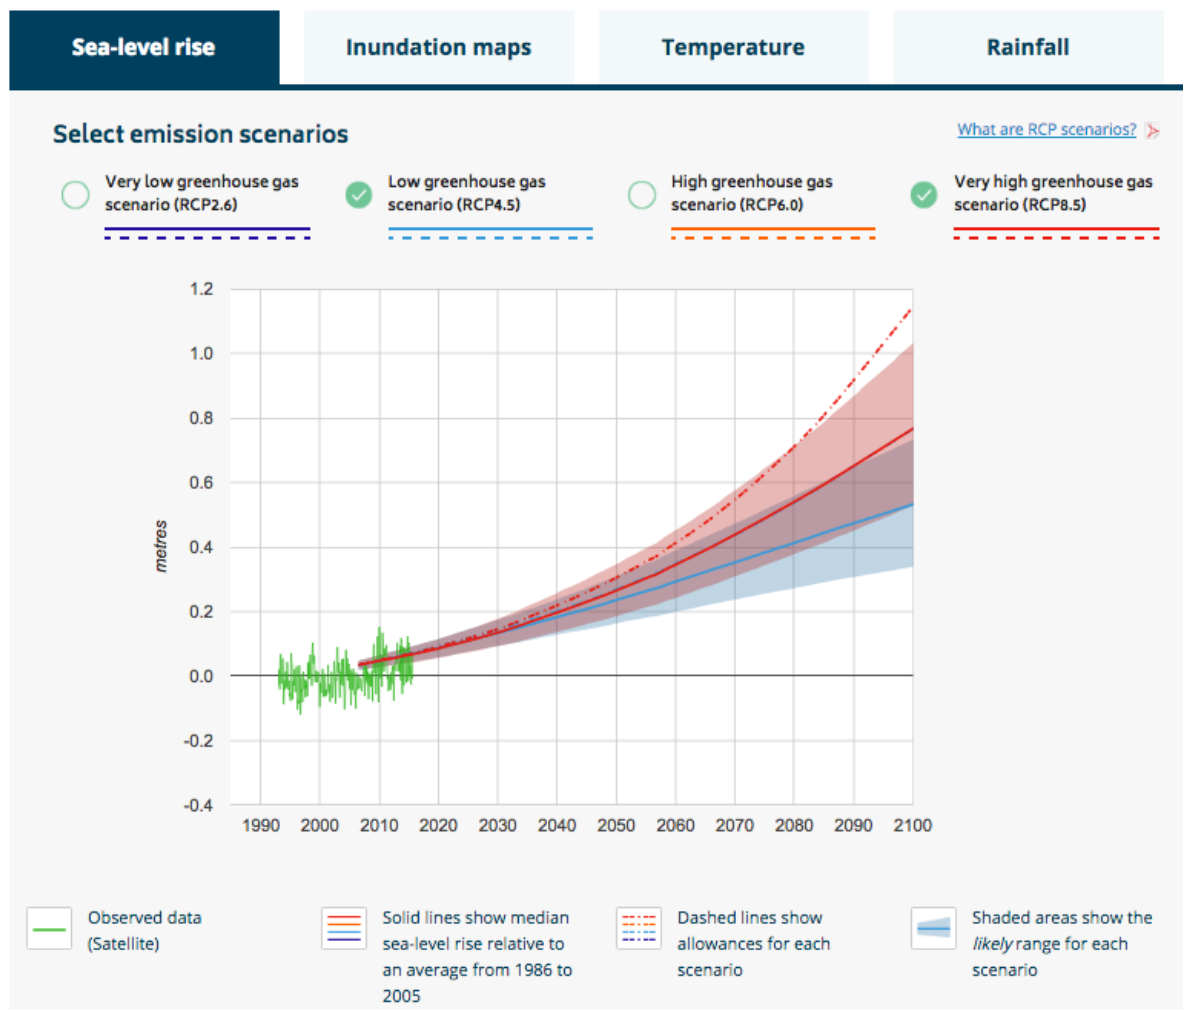 Sea-level rise
Inundation maps
Temperature
Rainfall
Select emission scenarios
What are RCP scenarios?
Very low greenhouse gas
scenario (RCP2.6)
Low greenhouse gas
scenario (RCP4.5)
High greenhouse gas
scenario (RCP6.0)
Very high greenhouse gas
scenario (RCP8.5)
1.2
1.0
0.8
0.6
0.4
0.2
0.0
-0.2
-0.4
metres
1990 2000 2010 2020 2030 2040 2050 2060 2070 2080 2090 2100
Observed data
(Satellite)
Solid lines show median
sea-level rise relative to
an average from 1986 to
2005
Dashed lines show
allowances for each
scenario
Shaded areas show the
likely range for each
scenario